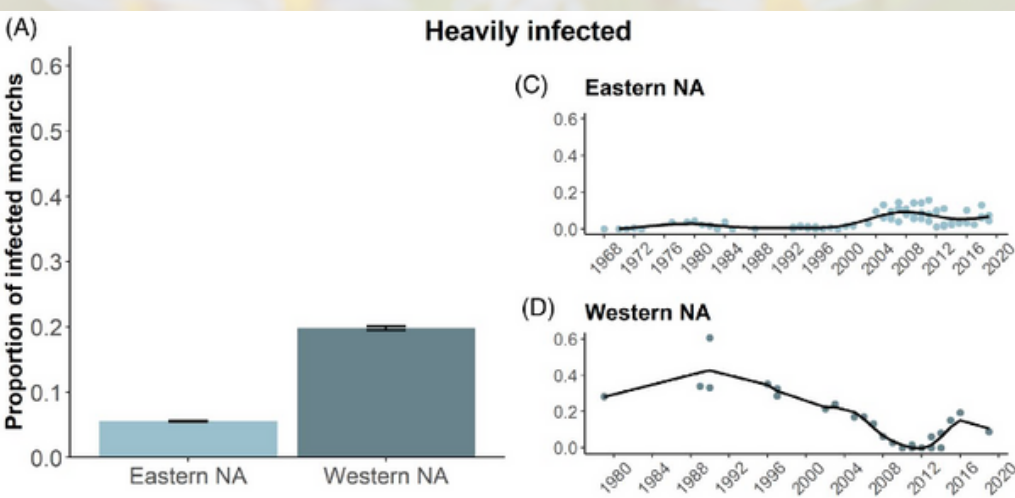 Heavily infected
(A)
Proportion of infected monarchs
0.6
0.5
0.4
0.3
0.2
0.1
0.0
Eastern NA Western NA
(C) Eastern NA
0.6
0.4
0.2
0.0
1968 1972 1976 1980 1984 1988 1992 1996 2000 2004 2008 2012 2016 2020
(D) Western NA
0.6
0.4
0.2
0.0
1980 1984 1988 1992 1996 2000 2004 2008 2012 2016 2020